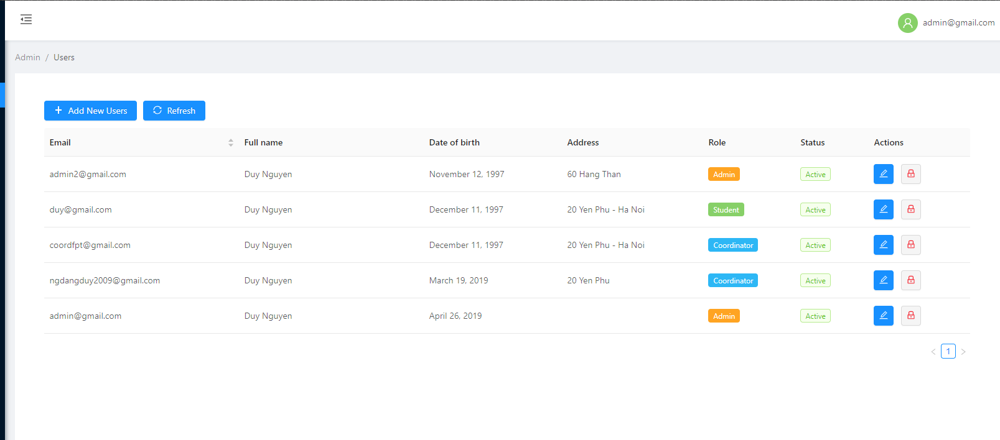 admin@gmail.com
Admin / Users
Add New Users Refresh
Email Full name Date of birth Address Role Status Actions
admin2@gmail.com Duy Nguyen November 12, 1997 60 Hang Than Admin Active
duy@gmail.com Duy Nguyen December 11, 1997 20 Yen Phu - Ha Noi Student Active
coordfpt@gmail.com Duy Nguyen December 11, 1997 20 Yen Phu - Ha Noi Coordinator Active
ngdangduy2009@gmail.com Duy Nguyen March 19, 2019 20 Yen Phu Coordinator Active
admin@gmail.com Duy Nguyen April 26, 2019 Admin Active
1